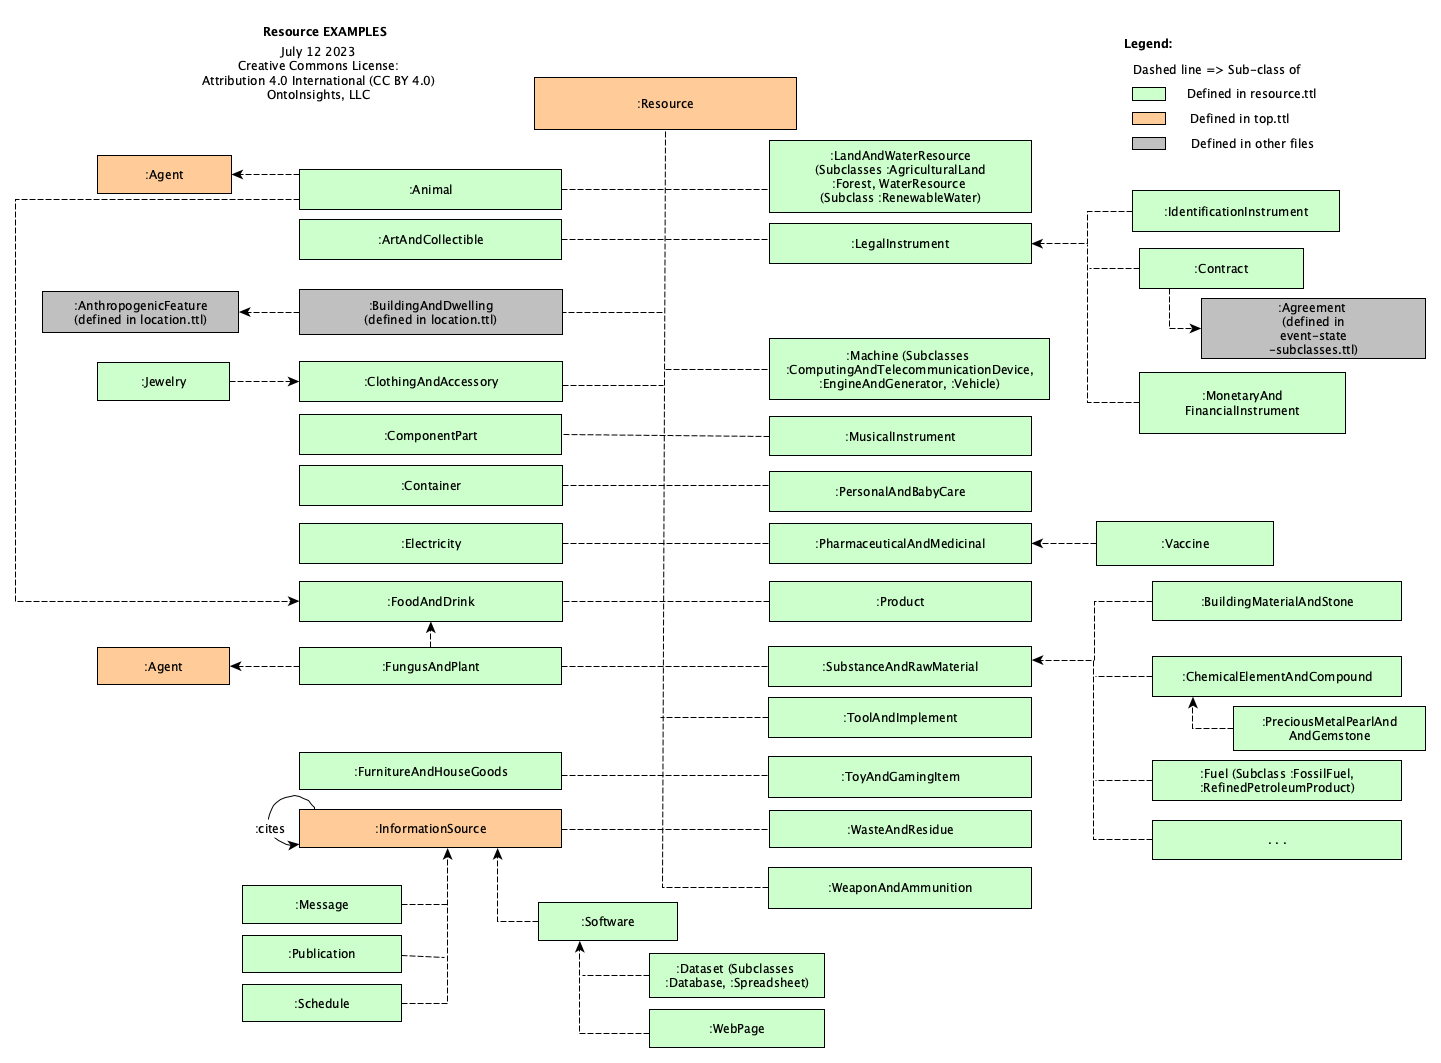 Resource EXAMPLES
July 12 2023
Creative Commons License:
Attribution 4.0 International (CC BY 4.0)
OntoInsights, LLC
Legend:
Dashed line => Sub-class of
Defined in resource.ttl
Defined in top.ttl
Defined in other files
:Resource
:Agent
:Animal
:LandAndWaterResource
(Subclasses :AgriculturalLand
:Forest, WaterResource
(Subclass :RenewableWater)
:IdentificationInstrument
:ArtAndCollectible
:LegalInstrument
:Contract
:AnthropogenicFeature
(defined in location.ttl)
:BuildingAndDwelling
(defined in location.ttl)
:Agreement
(defined in
event-state
-subclasses.ttl)
:Jewelry
:ClothingAndAccessory
:Machine (Subclasses
:ComputingAndTelecommunicationDevice,
:EngineAndGenerator, :Vehicle)
:MonetaryAnd
FinancialInstrument
:ComponentPart
:MusicalInstrument
:Container
:PersonalAndBabyCare
:Electricity
:PharmaceuticalAndMedicinal
:Vaccine
:FoodAndDrink
:Product
:BuildingMaterialAndStone
:Agent
:FungusAndPlant
:SubstanceAndRawMaterial
:ChemicalElementAndCompound
:ToolAndImplement
:PreciousMetalPearlAnd
AndGemstone
:FurnitureAndHouseGoods
:ToyAndGamingItem
:Fuel (Subclass :FossilFuel,
:RefinedPetroleumProduct)
:cites
:InformationSource
:WasteAndResidue
. . .
:WeaponAndAmmunition
:Message
:Software
:Publication
:Dataset (Subclasses
:Database, :Spreadsheet)
:Schedule
:WebPage